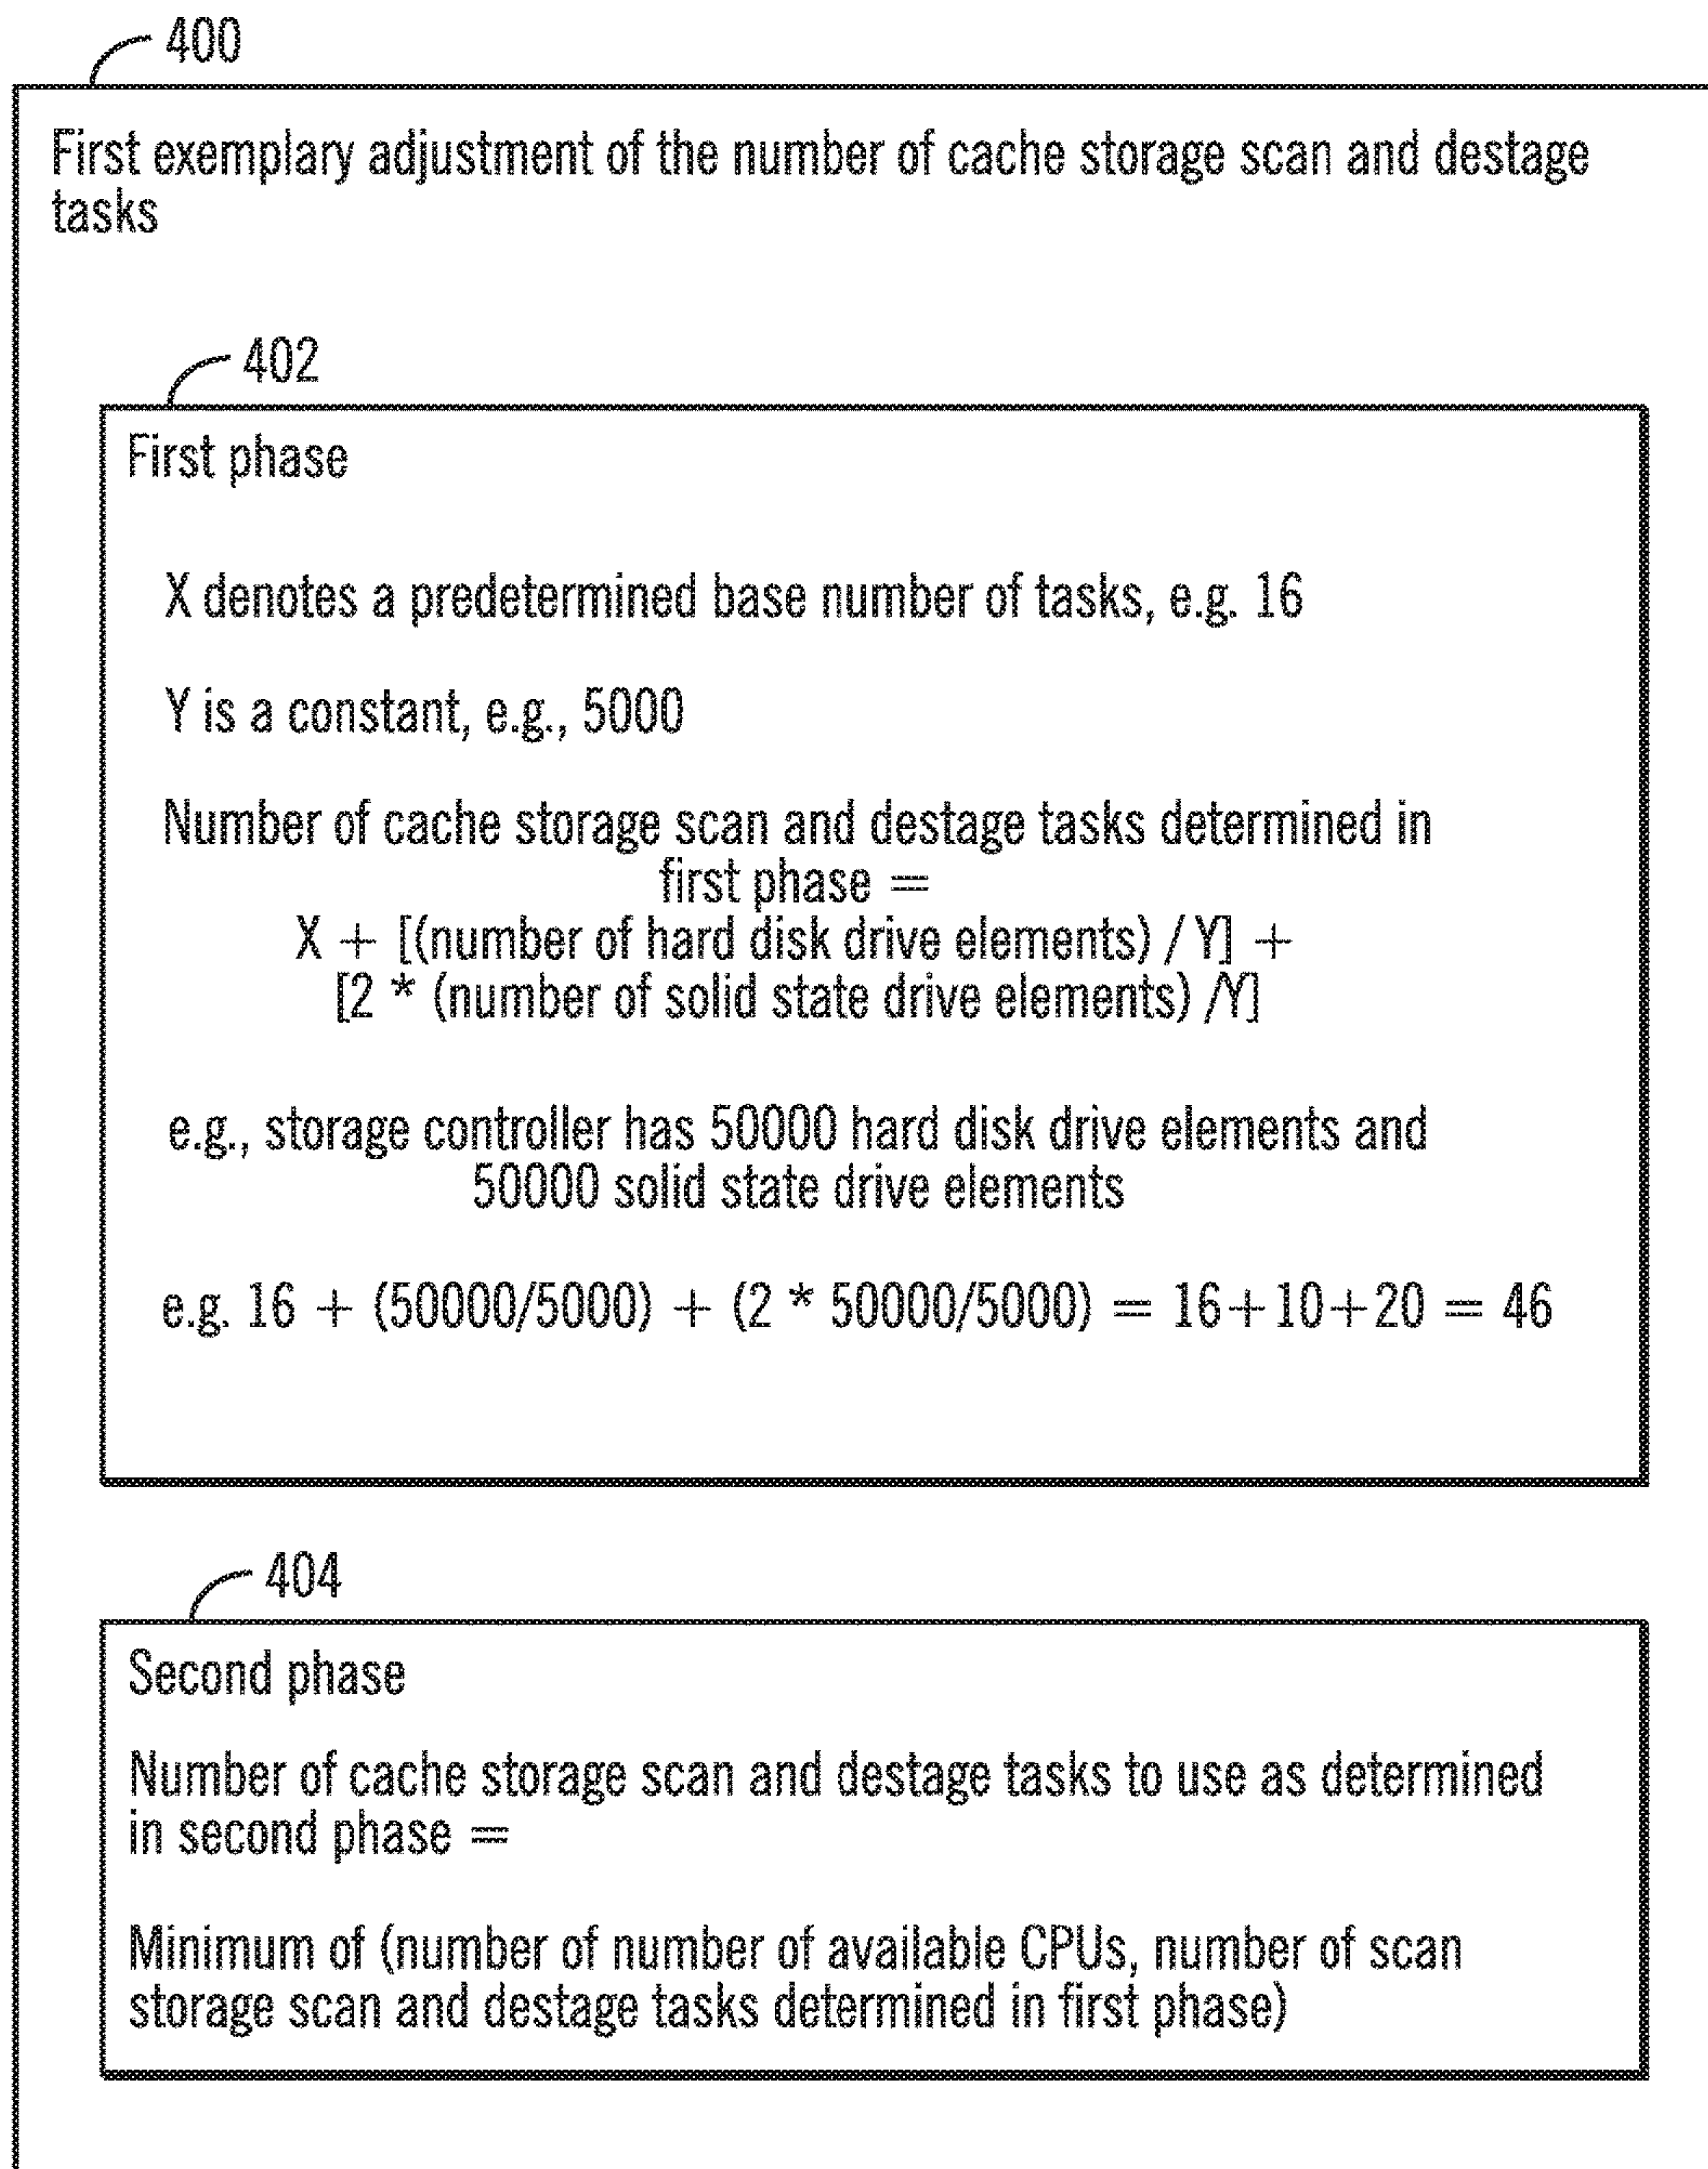 400
First exemplary adjustment of the number of cache storage scan and destage
tasks
402
First phase
X denotes a predetermined base number of tasks, e.g. 16
Y is a constant, e.g., 5000
Number of cache storage scan and destage tasks determined in
first phase =
X + [(number of hard disk drive elements) / Y] +
[2 * (number of solid state drive elements) /Y]
e.g., storage controller has 50000 hard disk drive elements and
50000 solid state drive elements
e.g. 16 + (50000/5000) + (2 * 50000/5000) = 16+10+20 = 46
404
Second phase
Number of cache storage scan and destage tasks to use as determined
in second phase =
Minimum of (number of number of available CPUs, number of scan
storage scan and destage tasks determined in first phase)